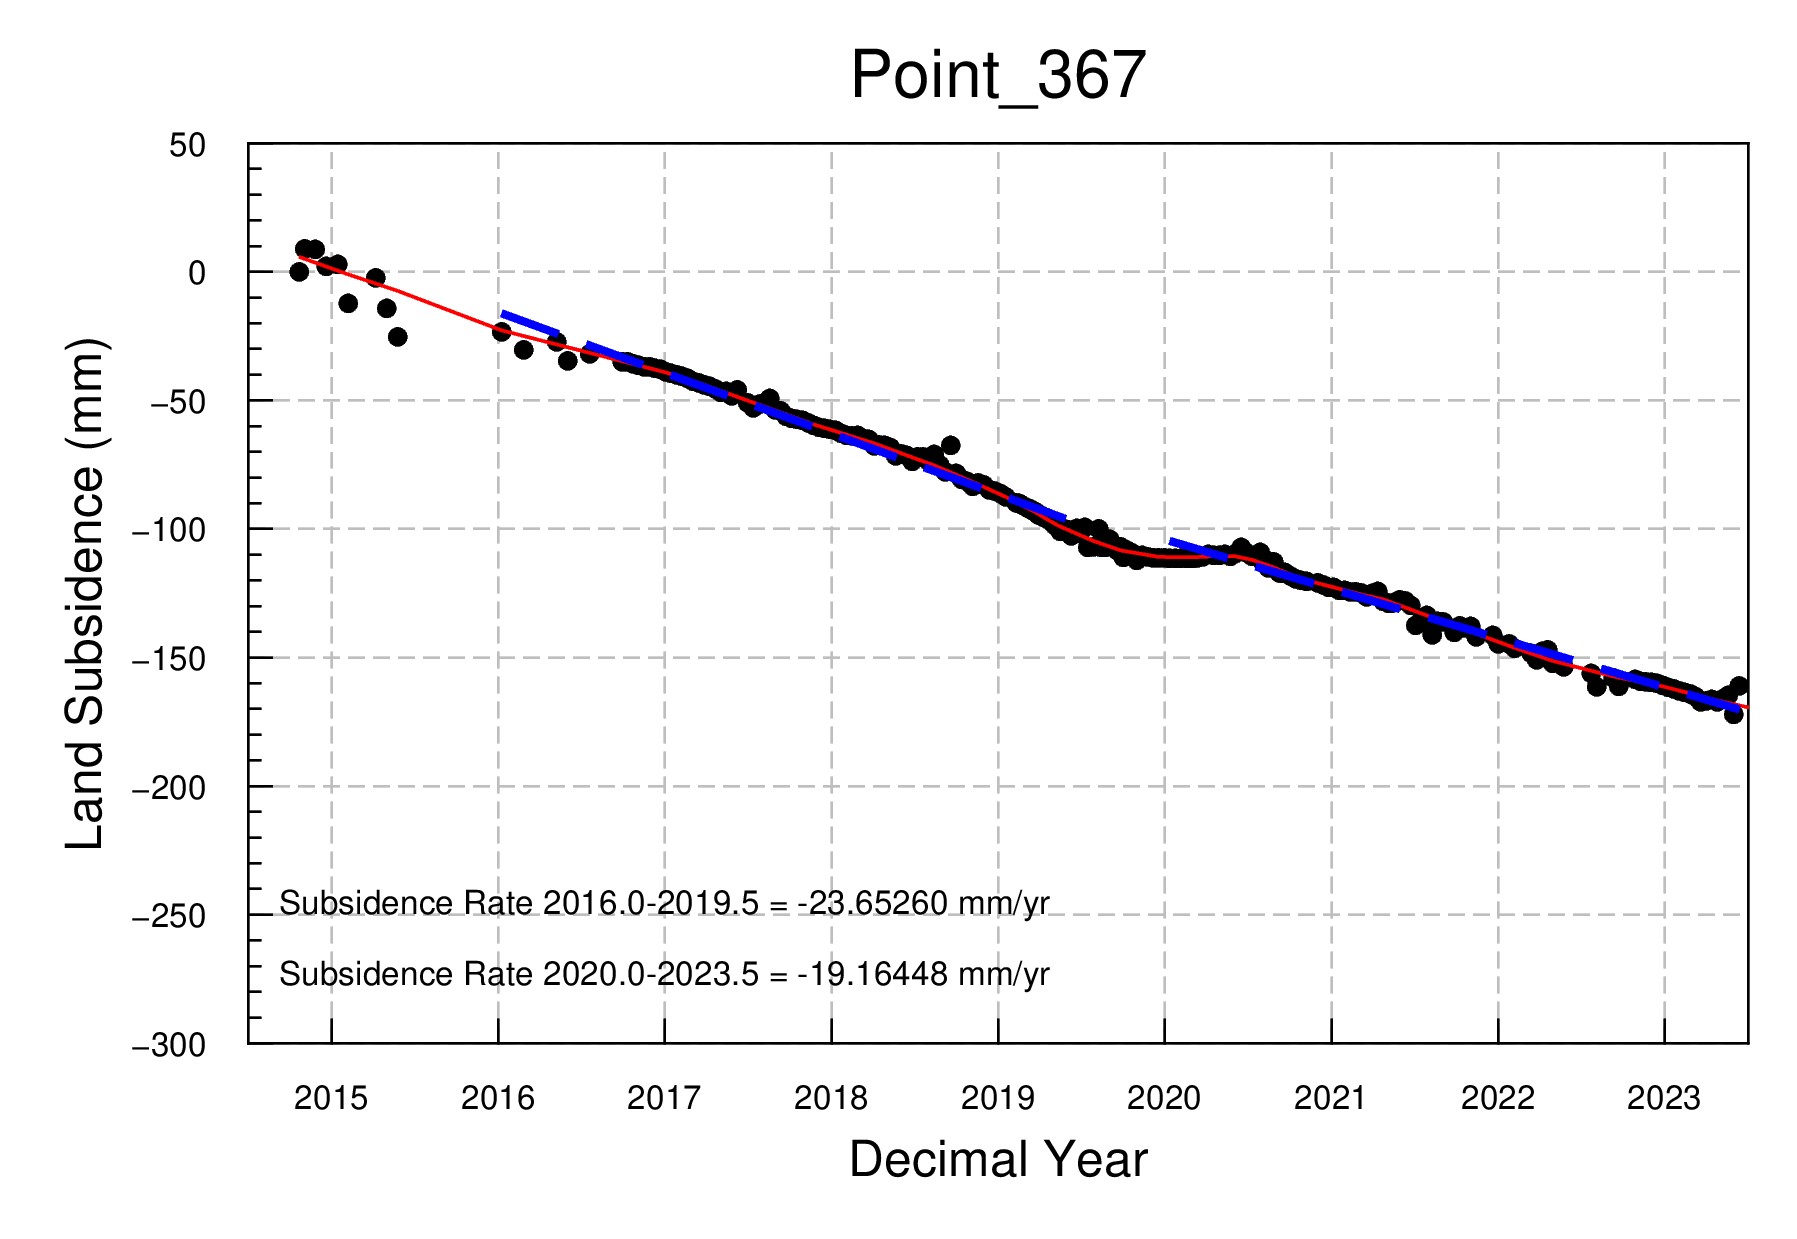 Point_367
50
0
−50
−100
−150
−200
−250
−300
Land Subsidence (mm)
Subsidence Rate 2016.0-2019.5 = -23.65260 mm/yr
Subsidence Rate 2020.0-2023.5 = -19.16448 mm/yr
2015 2016 2017 2018 2019 2020 2021 2022 2023
Decimal Year